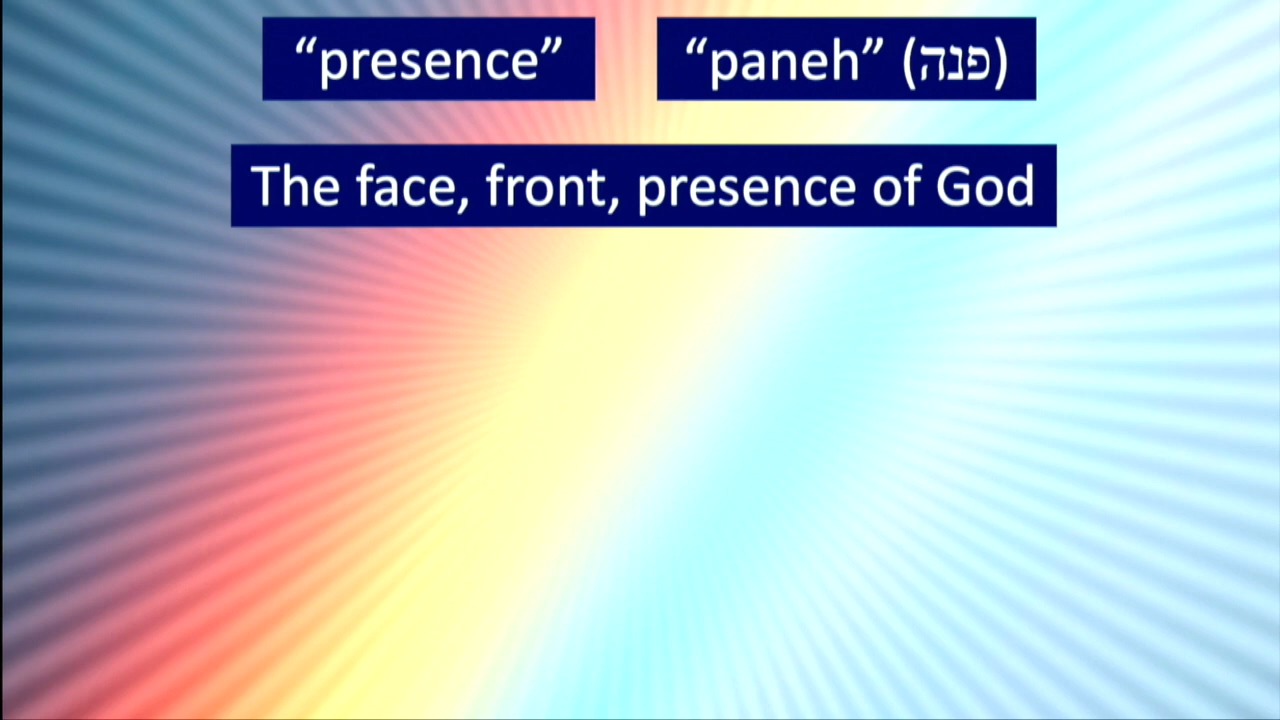 “presence” “paneh” (פנה)
The face, front, presence of God